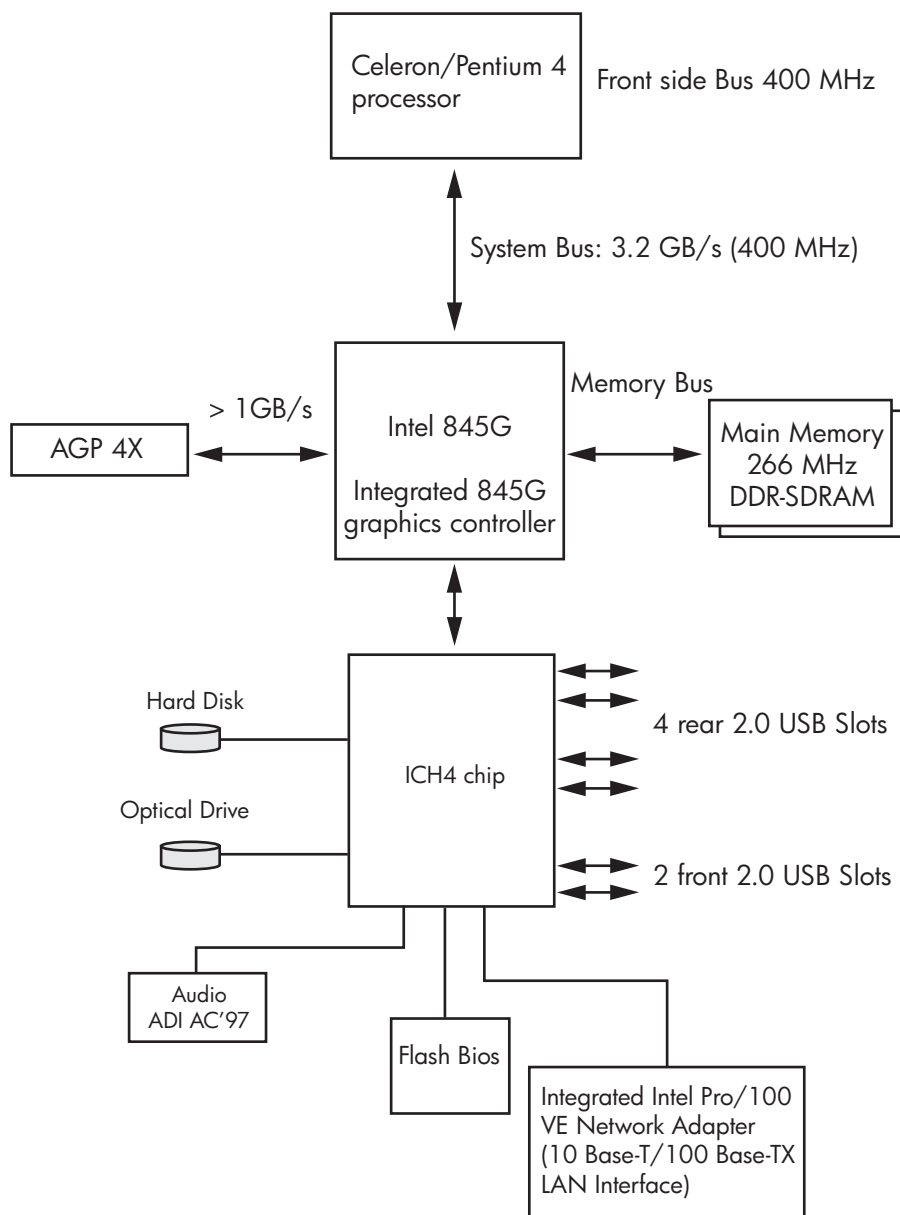 Celeron/Pentium 4
processor
Front side Bus 400 MHz
System Bus: 3.2 GB/s (400 MHz)
> 1GB/s
AGP 4X
Intel 845G
Integrated 845G
graphics controller
Memory Bus
Main Memory
266 MHz
DDR-SDRAM
Hard Disk
Optical Drive
ICH4 chip
4 rear 2.0 USB Slots
2 front 2.0 USB Slots
Audio
ADI AC’97
Flash Bios
Integrated Intel Pro/100
VE Network Adapter
(10 Base-T/100 Base-TX
LAN Interface)